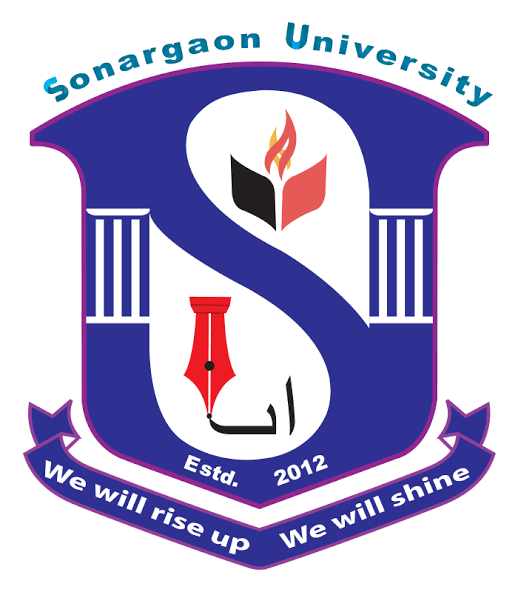 Sonargaon University
Estd. 2012
We will rise up We will shine